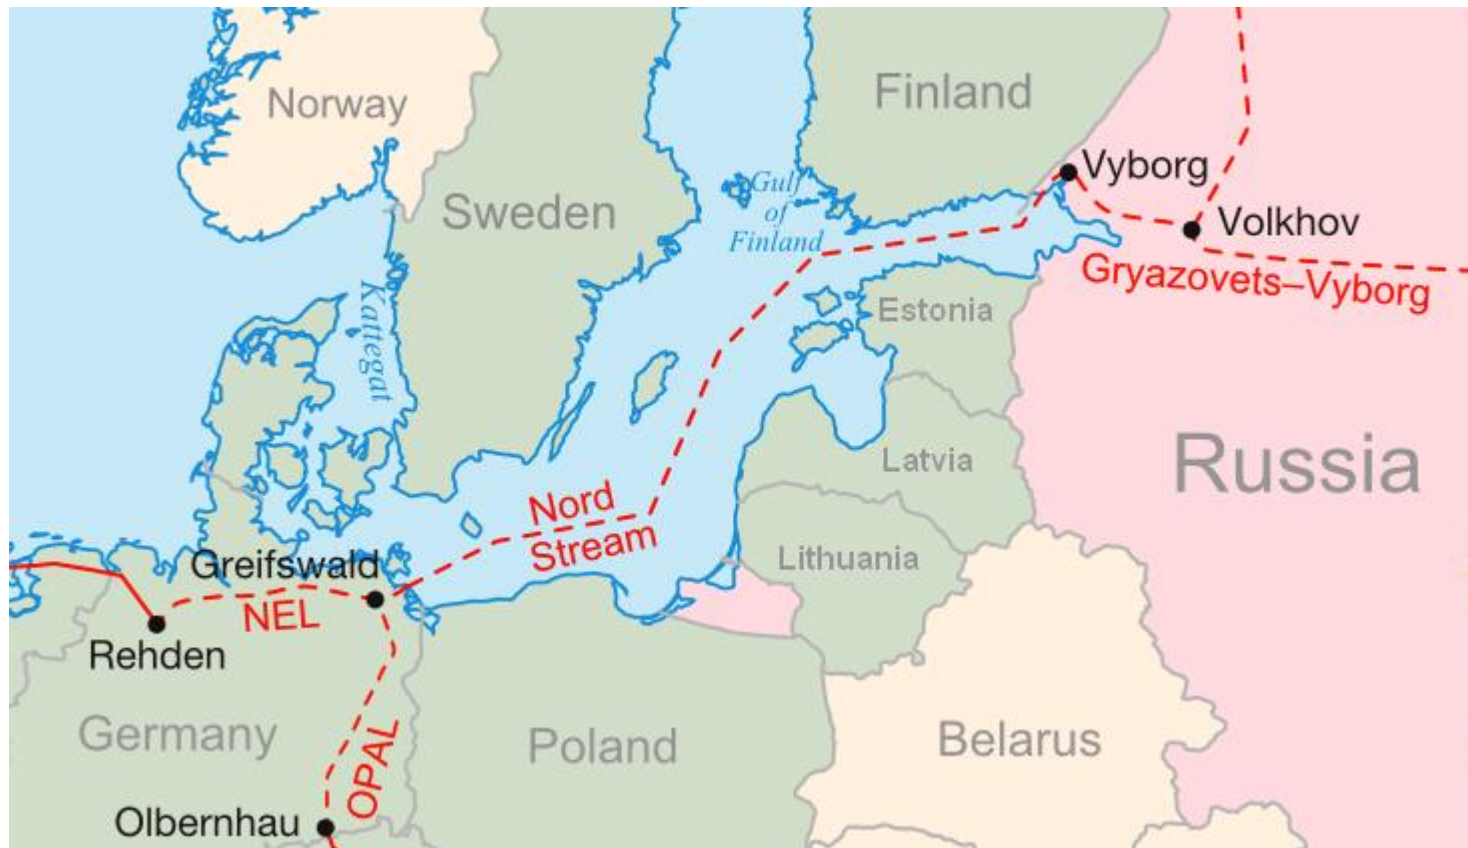 Norway
Finland
Vyborg
Gulf
of
Finland
Sweden
Volkhov
Gryazovets–Vyborg
Kattegat
Estonia
Russia
Latvia
Nord
Stream
Lithuania
Greifswald
NEL
Rehden
Germany
Poland
Belarus
OPAL
Olbernhau